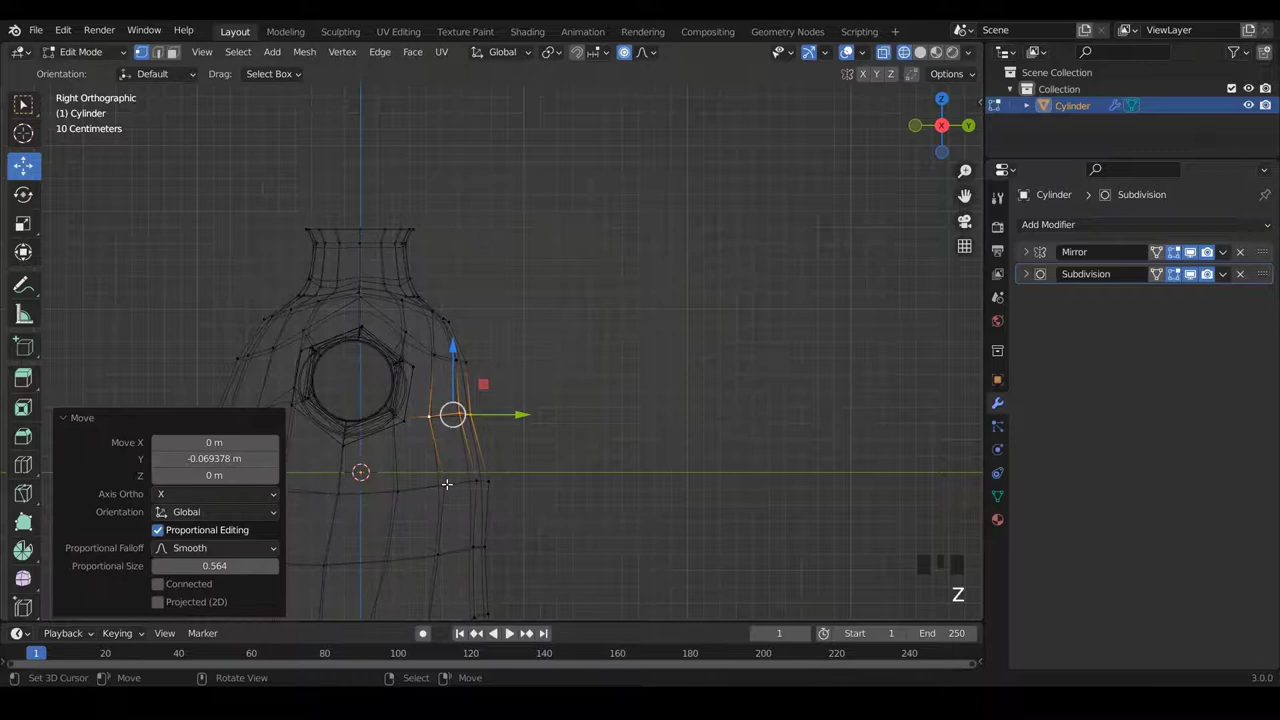 File Edit Render Window Help Layout Modeling Sculpting UV Editing Texture Paint Shading Animation Rendering Compositing Geometry Nodes Scripting Scene ViewLayer
Edit Mode View Select Add Mesh Vertex Edge Face UV Global
Orientation: Default Drag: Select Box X Y Z Options
Right Orthographic
(1) Cylinder
10 Centimeters
Z
X
Y
Scene Collection
Collection
Cylinder
Cylinder > Subdivision
Add Modifier
Mirror
Subdivision
Move
Move X 0 m
Y -0.069378 m
Z 0 m
Axis Ortho X
Orientation Global
Proportional Editing
Proportional Falloff Smooth
Proportional Size 0.564
Connected
Projected (2D)
Z
Playback Keying View Marker 1 Start 1 End 250
0 20 40 60 80 100 120 140 160 180 200 220 240
Set 3D Cursor Move Rotate View Select Move 3.0.0